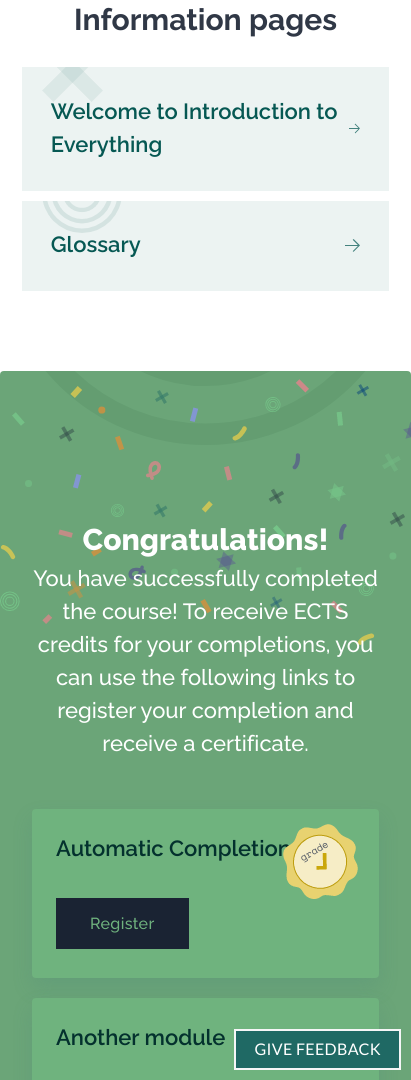 Information pages
Welcome to Introduction to
Everything
Glossary
Congratulations!
You have successfully completed
the course! To receive ECTS
credits for your completions, you
can use the following links to
register your completion and
receive a certificate.
Automatic Completion
grade
Register
Another module
GIVE FEEDBACK